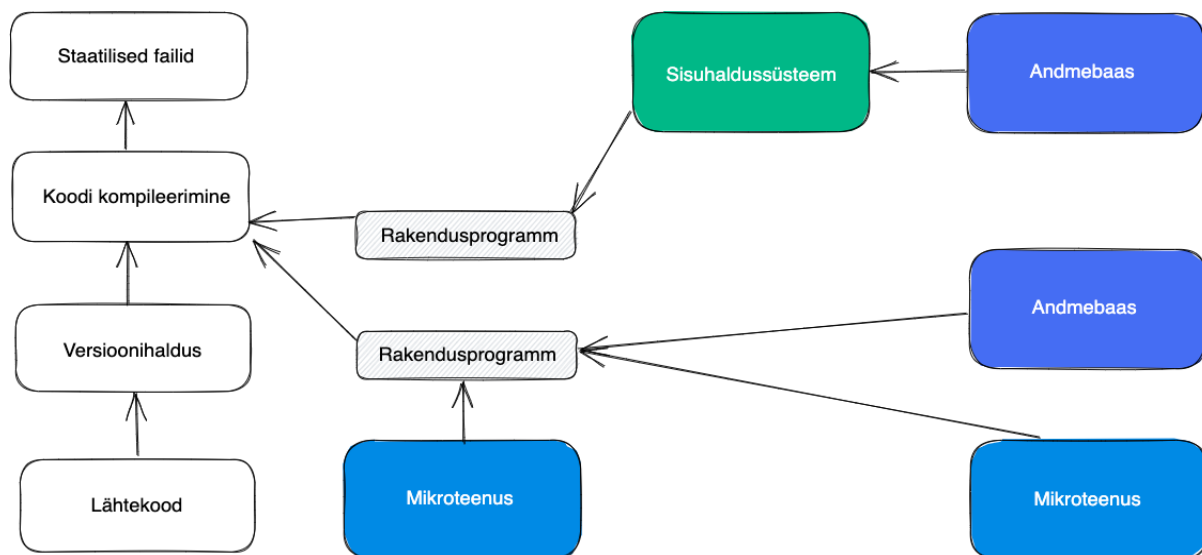 Staatilised failid
Sisuhaldussüsteem
Andmebaas
Koodi kompileerimine
Rakendusprogramm
Andmebaas
Versioonihaldus
Rakendusprogramm
Lähtekood
Mikroteenus
Mikroteenus